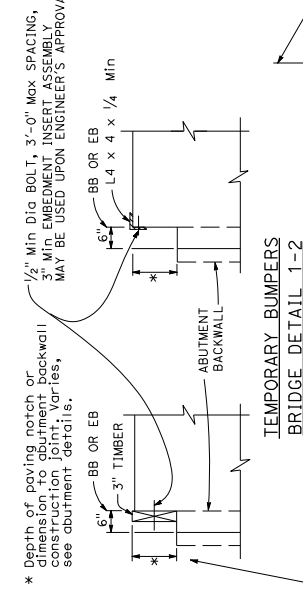 * Depth of paving notch or
dimension to abutment backwall
construction joint. Varies,
see abutment details.
1/2" Min Dia BOLT, 3'-0" Max SPACING,
3" Min EMBEDMENT INSERT ASSEMBLY
MAY BE USED UPON ENGINEER'S APPROVA
BB OR EB
6"
3" TIMBER
*
ABUTMENT
BACKWALL
BB OR EB
6"
L4 x 4 x 1/4 Min
*
TEMPORARY BUMPERS
BRIDGE DETAIL 1-2